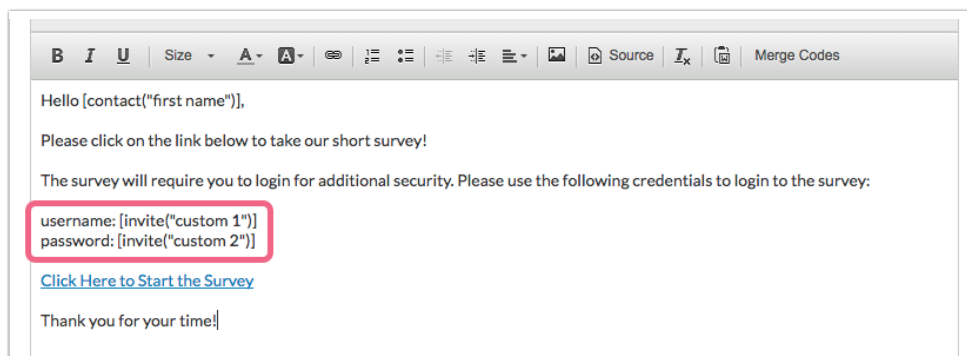 B I U Size A A Source Ix Merge Codes
Hello [contact("first name")],
Please click on the link below to take our short survey!
The survey will require you to login for additional security. Please use the following credentials to login to the survey:
username: [invite("custom 1")]
password: [invite("custom 2")]
Click Here to Start the Survey
Thank you for your time!